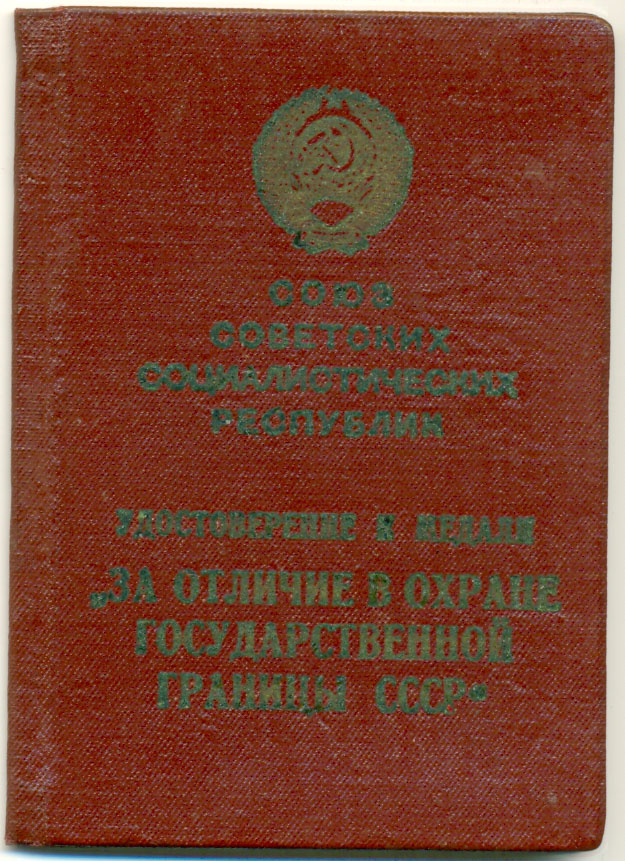 СОЮЗ
СОВЕТСКИХ
СОЦИАЛИСТИЧЕСКИХ
РЕСПУБЛИК
УДОСТОВЕРЕНИЕ К МЕДАЛИ
„ЗА ОТЛИЧИЕ В ОХРАНЕ
ГОСУДАРСТВЕННОЙ
ГРАНИЦЫ СССР“